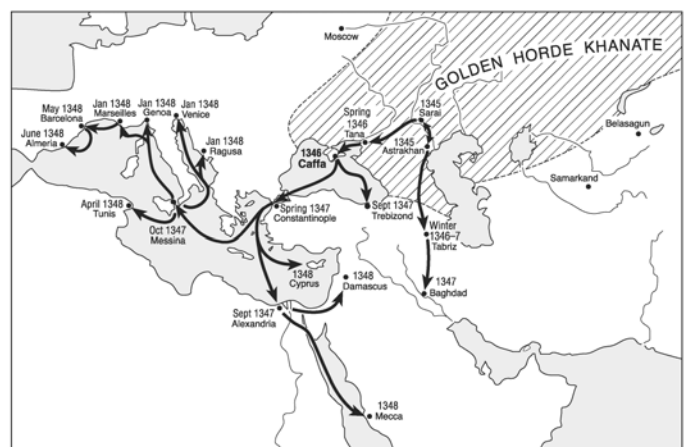 Moscow
GOLDEN HORDE KHANATE
May 1348
Barcelona
Jan 1348
Marseilles
Jan 1348
Genoa
Jan 1348
Venice
June 1348
Almeria
Jan 1348
Ragusa
Spring
1346
Tana
1345
Sarai
1345
Astrakhan
Belasagun
1346
Caffa
Samarkand
April 1348
Tunis
Oct 1347
Messina
Spring 1347
Constantinople
Sept 1347
Trebizond
Winter
1346–7
Tabriz
1348
Cyprus
1348
Damascus
1347
Baghdad
Sept 1347
Alexandria
1348
Mecca